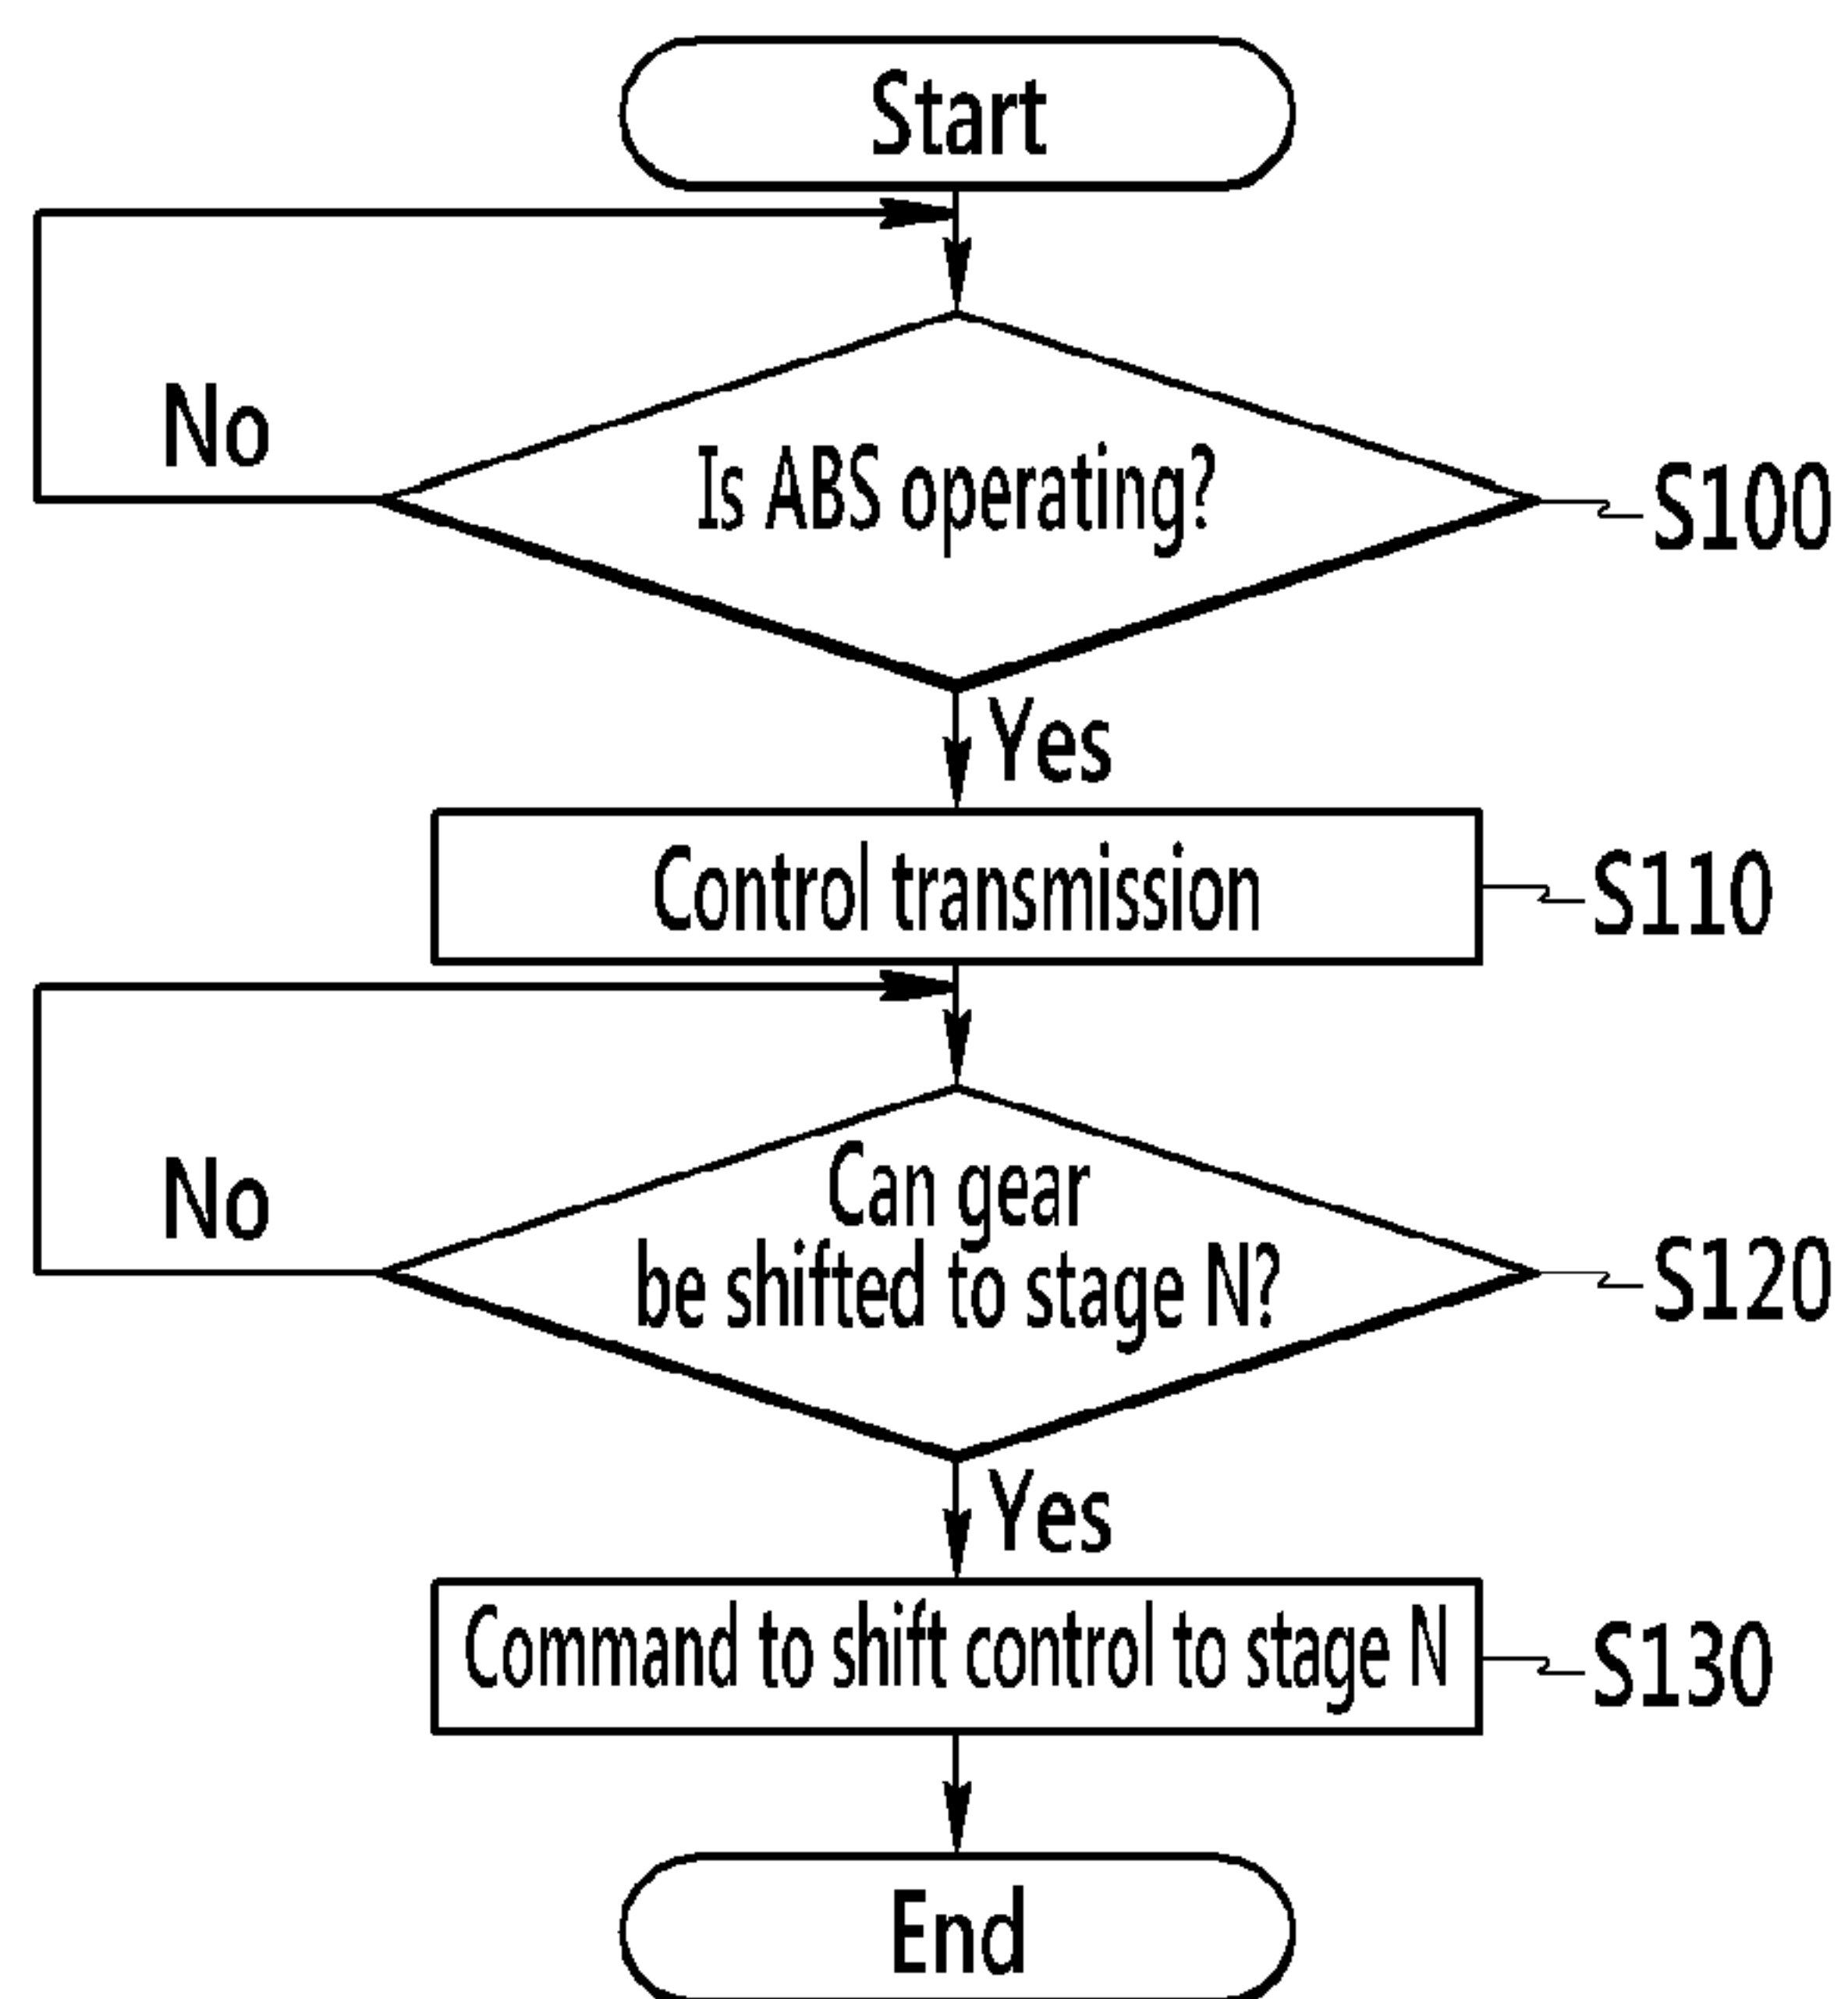 Start
No
Is ABS operating?
S100
Yes
Control transmission
S110
No
Can gear
be shifted to stage N?
S120
Yes
Command to shift control to stage N
S130
End